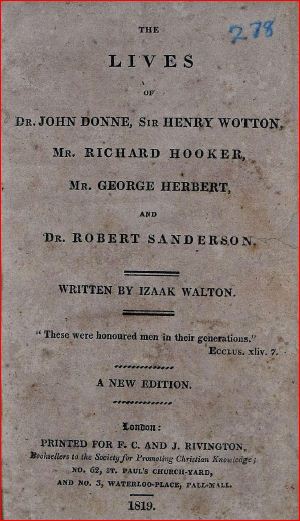 278
THE
LIVES
OF
DR. JOHN DONNE, SIR HENRY WOTTON,
MR. RICHARD HOOKER,
MR. GEORGE HERBERT,
AND
DR. ROBERT SANDERSON.
WRITTEN BY IZAAK WALTON.
"These were honoured men in their generations."
ECCLUS. xliv. 7.
A NEW EDITION.
London:
PRINTED FOR F. C. AND J. RIVINGTON,
Booksellers to the Society for Promoting Christian Knowledge;
NO. 62, ST. PAUL'S CHURCH-YARD,
AND NO. 3, WATERLOO-PLACE, PALL-MALL.
1819.